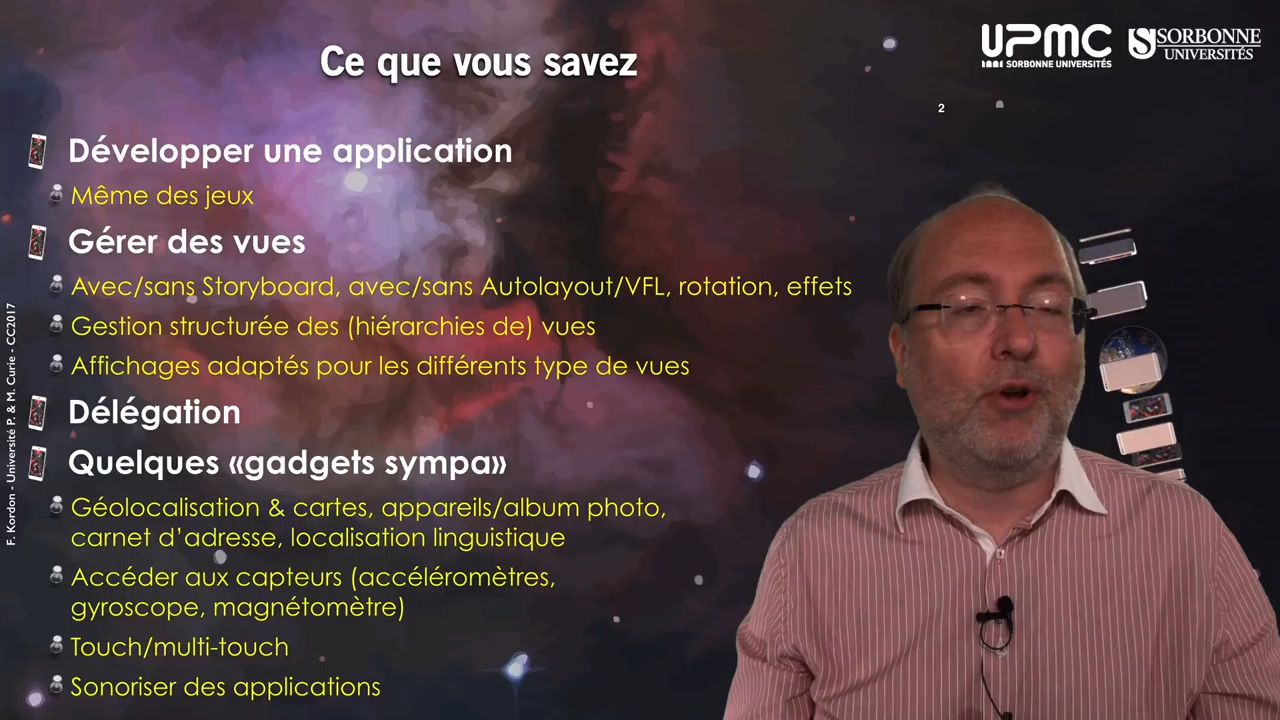 Ce que vous savez
UPMC
SORBONNE UNIVERSITÉS
SORBONNE
UNIVERSITÉS
2
Développer une application
Même des jeux
Gérer des vues
Avec/sans Storyboard, avec/sans Autolayout/VFL, rotation, effets
Gestion structurée des (hiérarchies de) vues
Affichages adaptés pour les différents type de vues
Délégation
Quelques «gadgets sympa»
Géolocalisation & cartes, appareils/album photo,
carnet d'adresse, localisation linguistique
Accéder aux capteurs (accéléromètres,
gyroscope, magnétomètre)
Touch/multi-touch
Sonoriser des applications
F. Kordon - Université P. & M. Curie - CC2017